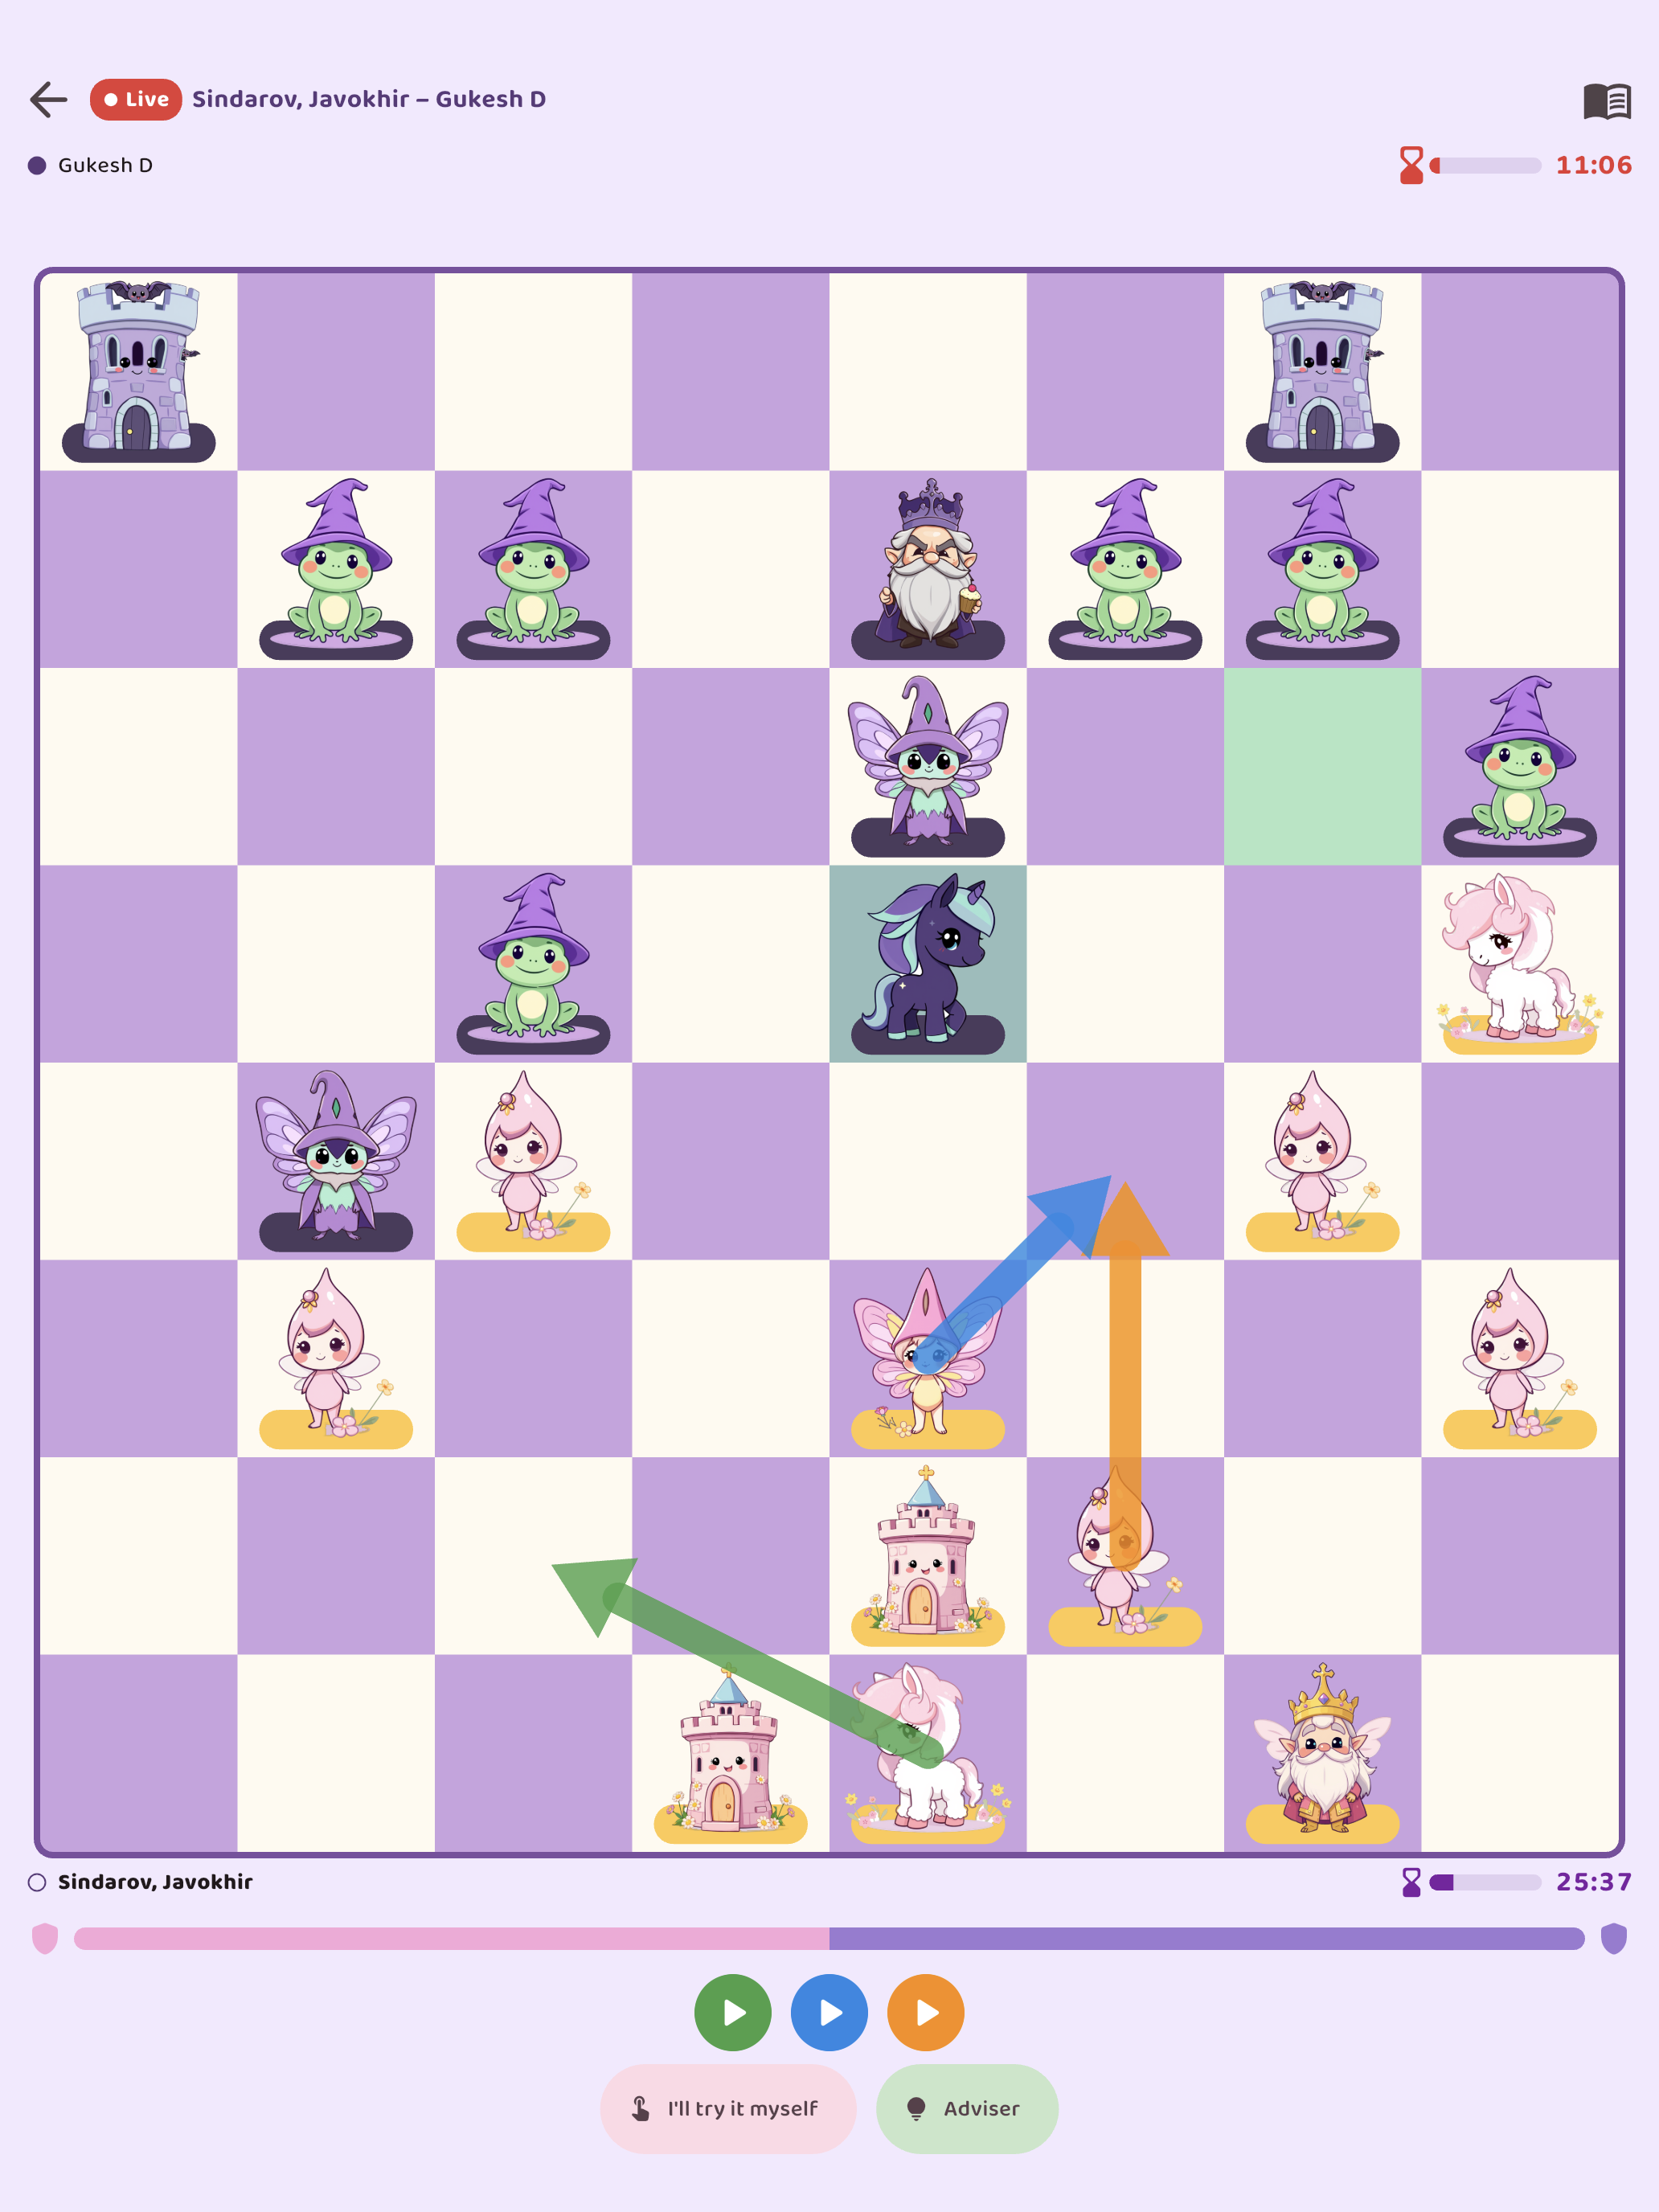 Live Sindarov, Javokhir – Gukesh D
Gukesh D 11:06
Sindarov, Javokhir 25:37
I'll try it myself Adviser